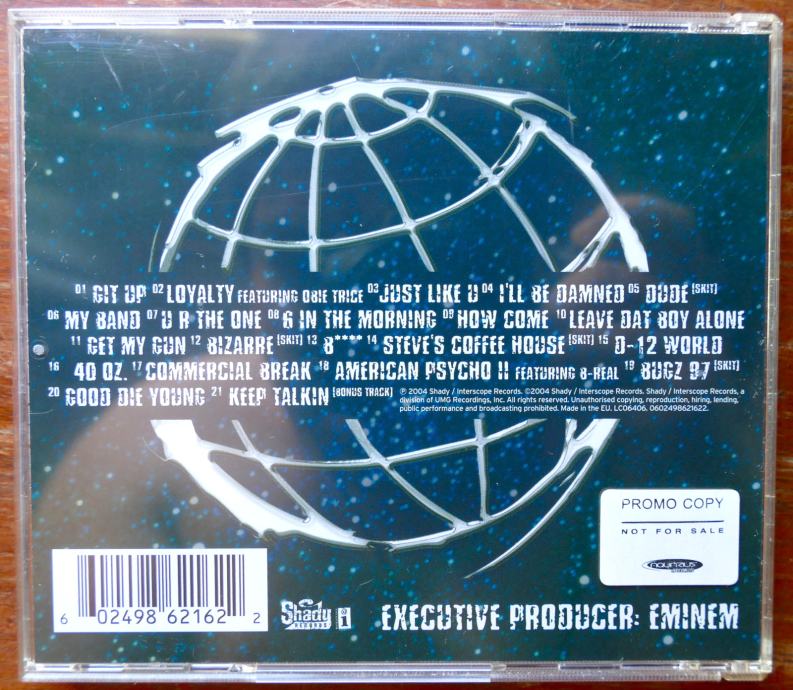 01 GIT UP 02 LOYALTY FEATURING OBIE TRICE 03 JUST LIKE U 04 I'LL BE DAMNED 05 DUDE [SKIT]
06 MY BAND 07 U R THE ONE 08 6 IN THE MORNING 09 HOW COME 10 LEAVE DAT BOY ALONE
11 GET MY GUN 12 BIZARRE [SKIT] 13 B**** 14 STEVE'S COFFEE HOUSE [SKIT] 15 D-12 WORLD
16 40 OZ. 17 COMMERCIAL BREAK 18 AMERICAN PSYCHO II FEATURING B-REAL 19 BUGZ 97 [SKIT]
20 GOOD DIE YOUNG 21 KEEP TALKIN [BONUS TRACK]
℗ 2004 Shady / Interscope Records. ©2004 Shady / Interscope Records. Shady / Interscope Records, a
division of UMG Recordings, Inc. All rights reserved. Unauthorised copying, reproduction, hiring, lending,
public performance and broadcasting prohibited. Made in the EU. LC06406. 0602498621622.
PROMO COPY
NOT FOR SALE
6 02498 62162 2
Shady
RECORDS
i
EXECUTIVE PRODUCER: EMINEM